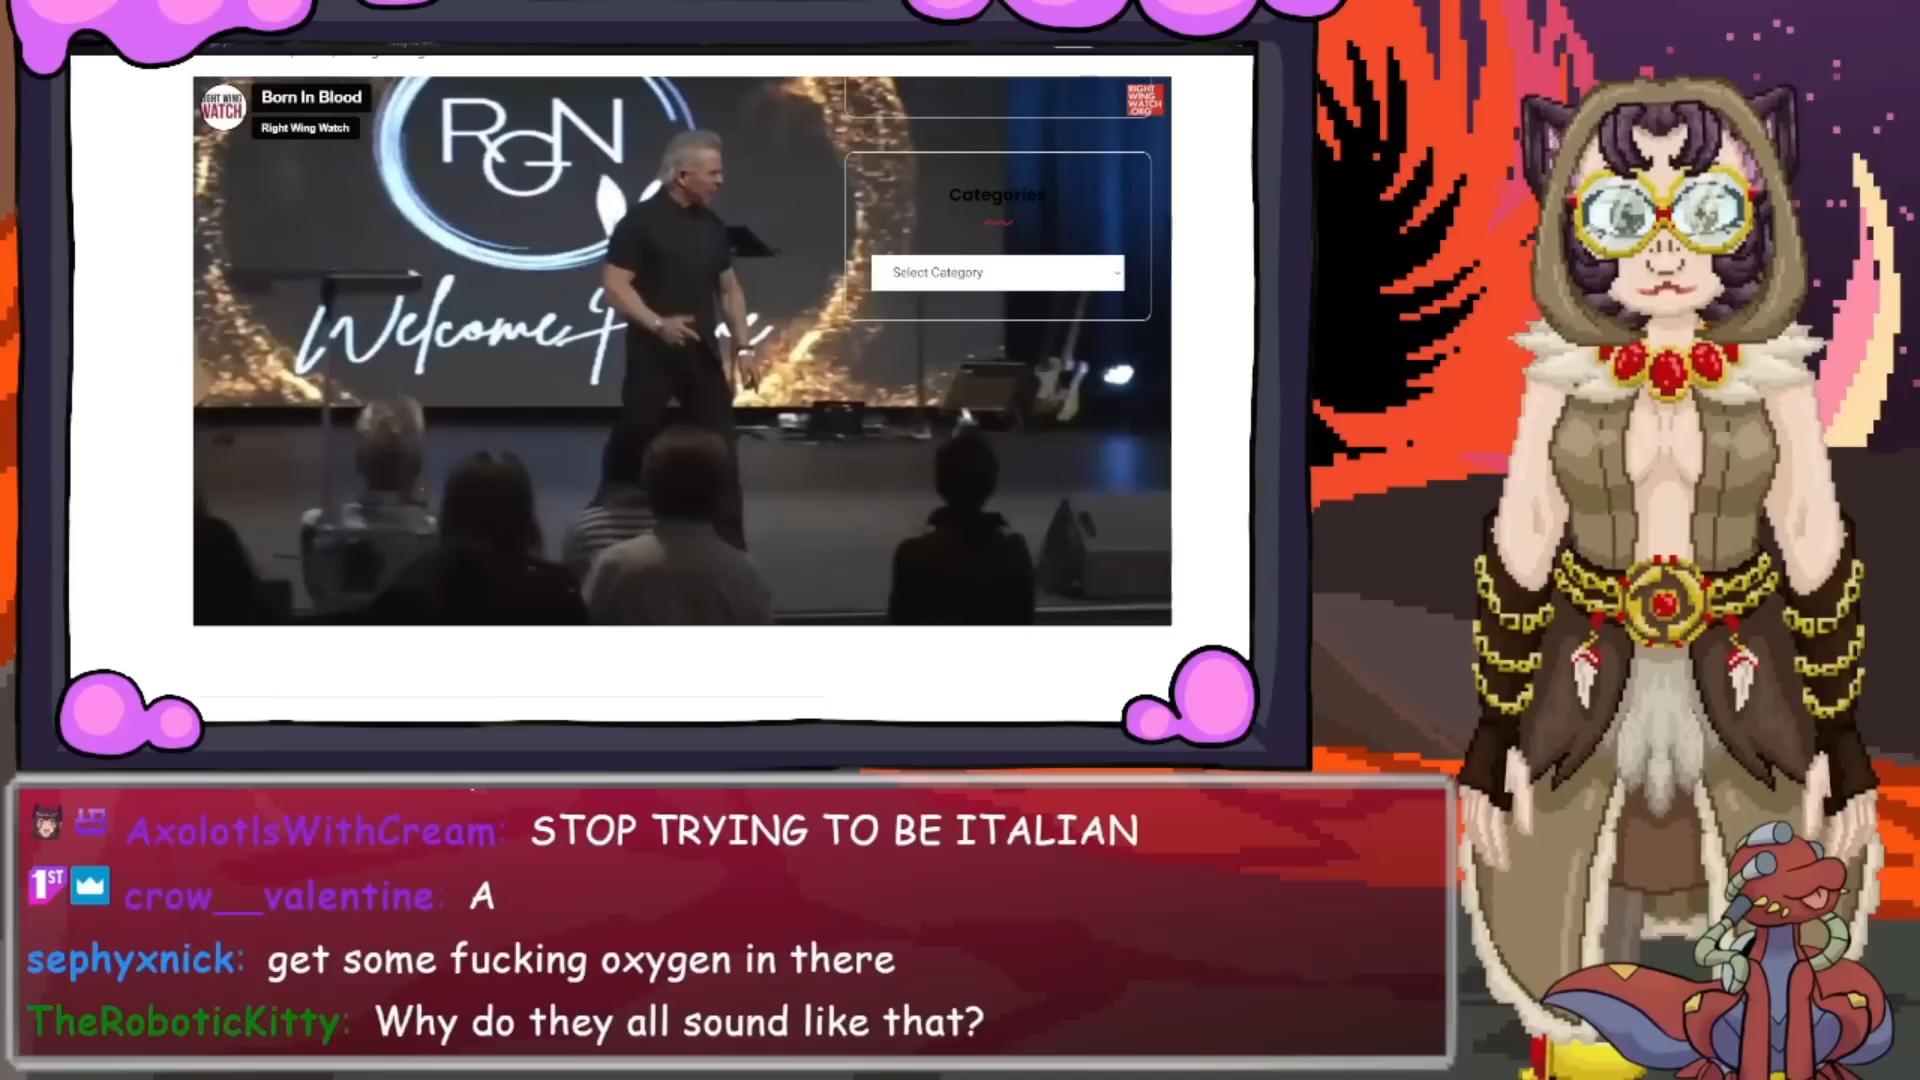 RIGHT WING
WATCH
Born In Blood
Right Wing Watch
RGN
Welcome
RIGHT
WING
WATCH
.ORG
Categories
Select Category
AxolotlsWithCream: STOP TRYING TO BE ITALIAN
1ST crow__valentine: A
sephyxnick: get some fucking oxygen in there
TheRoboticKitty: Why do they all sound like that?